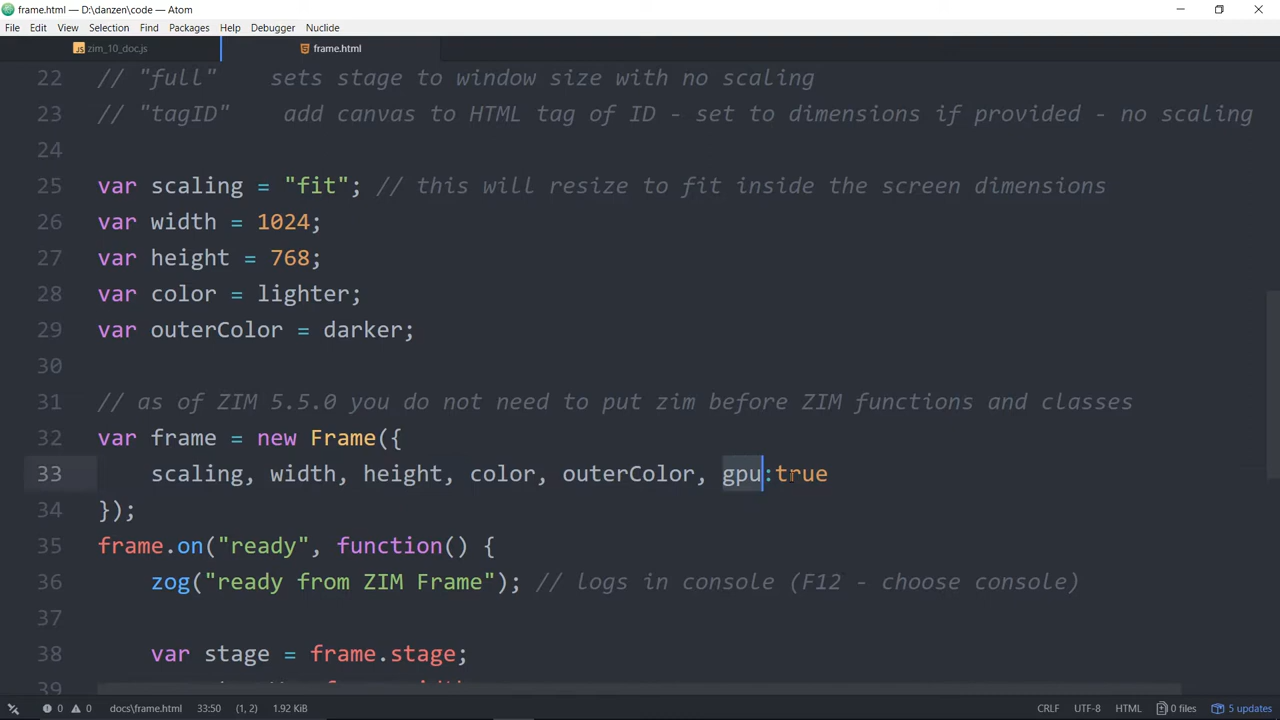 frame.html — D:\danzen\code — Atom
File Edit View Selection Find Packages Help Debugger Nuclide
zim_10_doc.js frame.html
22 // "full" sets stage to window size with no scaling
23 // "tagID" add canvas to HTML tag of ID - set to dimensions if provided - no scaling
24
25 var scaling = "fit"; // this will resize to fit inside the screen dimensions
26 var width = 1024;
27 var height = 768;
28 var color = lighter;
29 var outerColor = darker;
30
31 // as of ZIM 5.5.0 you do not need to put zim before ZIM functions and classes
32 var frame = new Frame({
33 scaling, width, height, color, outerColor, gpu:true
34 });
35 frame.on("ready", function() {
36 zog("ready from ZIM Frame"); // logs in console (F12 - choose console)
37
38 var stage = frame.stage;
39
0 0 docs\frame.html 33:50 (1, 2) 1.92 KiB CRLF UTF-8 HTML 0 files 5 updates